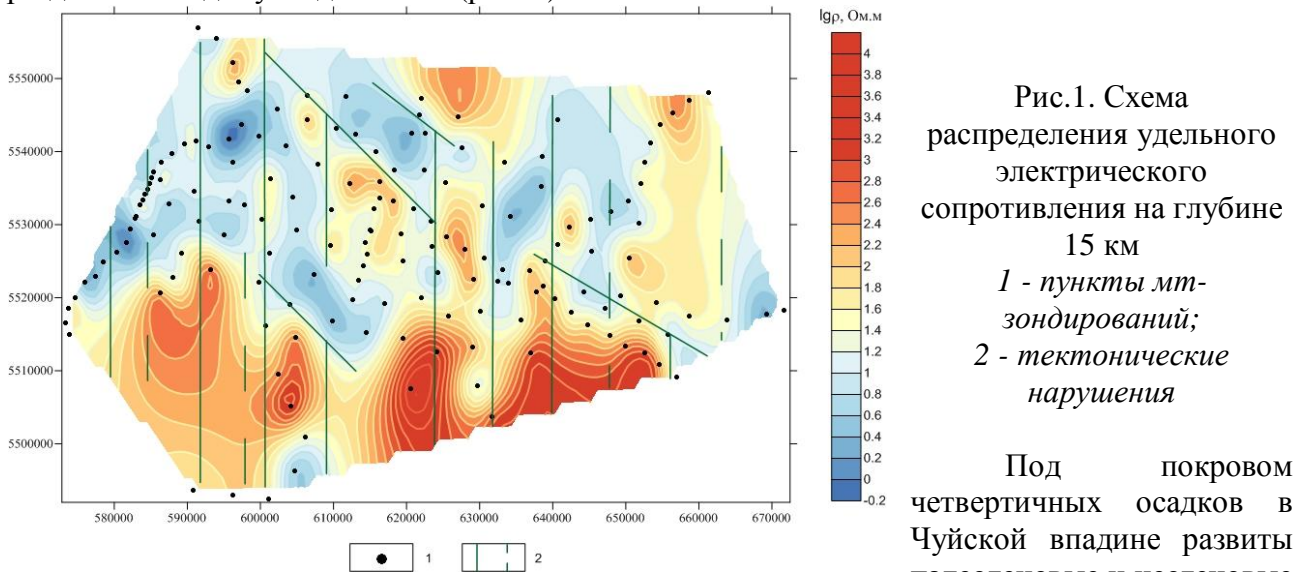 lgρ, Ом.м
4
3.8
3.6
3.4
3.2
3
2.8
2.6
2.4
2.2
2
1.8
1.6
1.4
1.2
1
0.8
0.6
0.4
0.2
0
-0.2
5550000
5540000
5530000
5520000
5510000
5500000
580000 590000 600000 610000 620000 630000 640000 650000 660000 670000
1 2
Рис.1. Схема
распределения удельного
электрического
сопротивления на глубине
15 км
1 - пункты мт-
зондирований;
2 - тектонические
нарушения
Под покровом
четвертичных осадков в
Чуйской впадине развиты